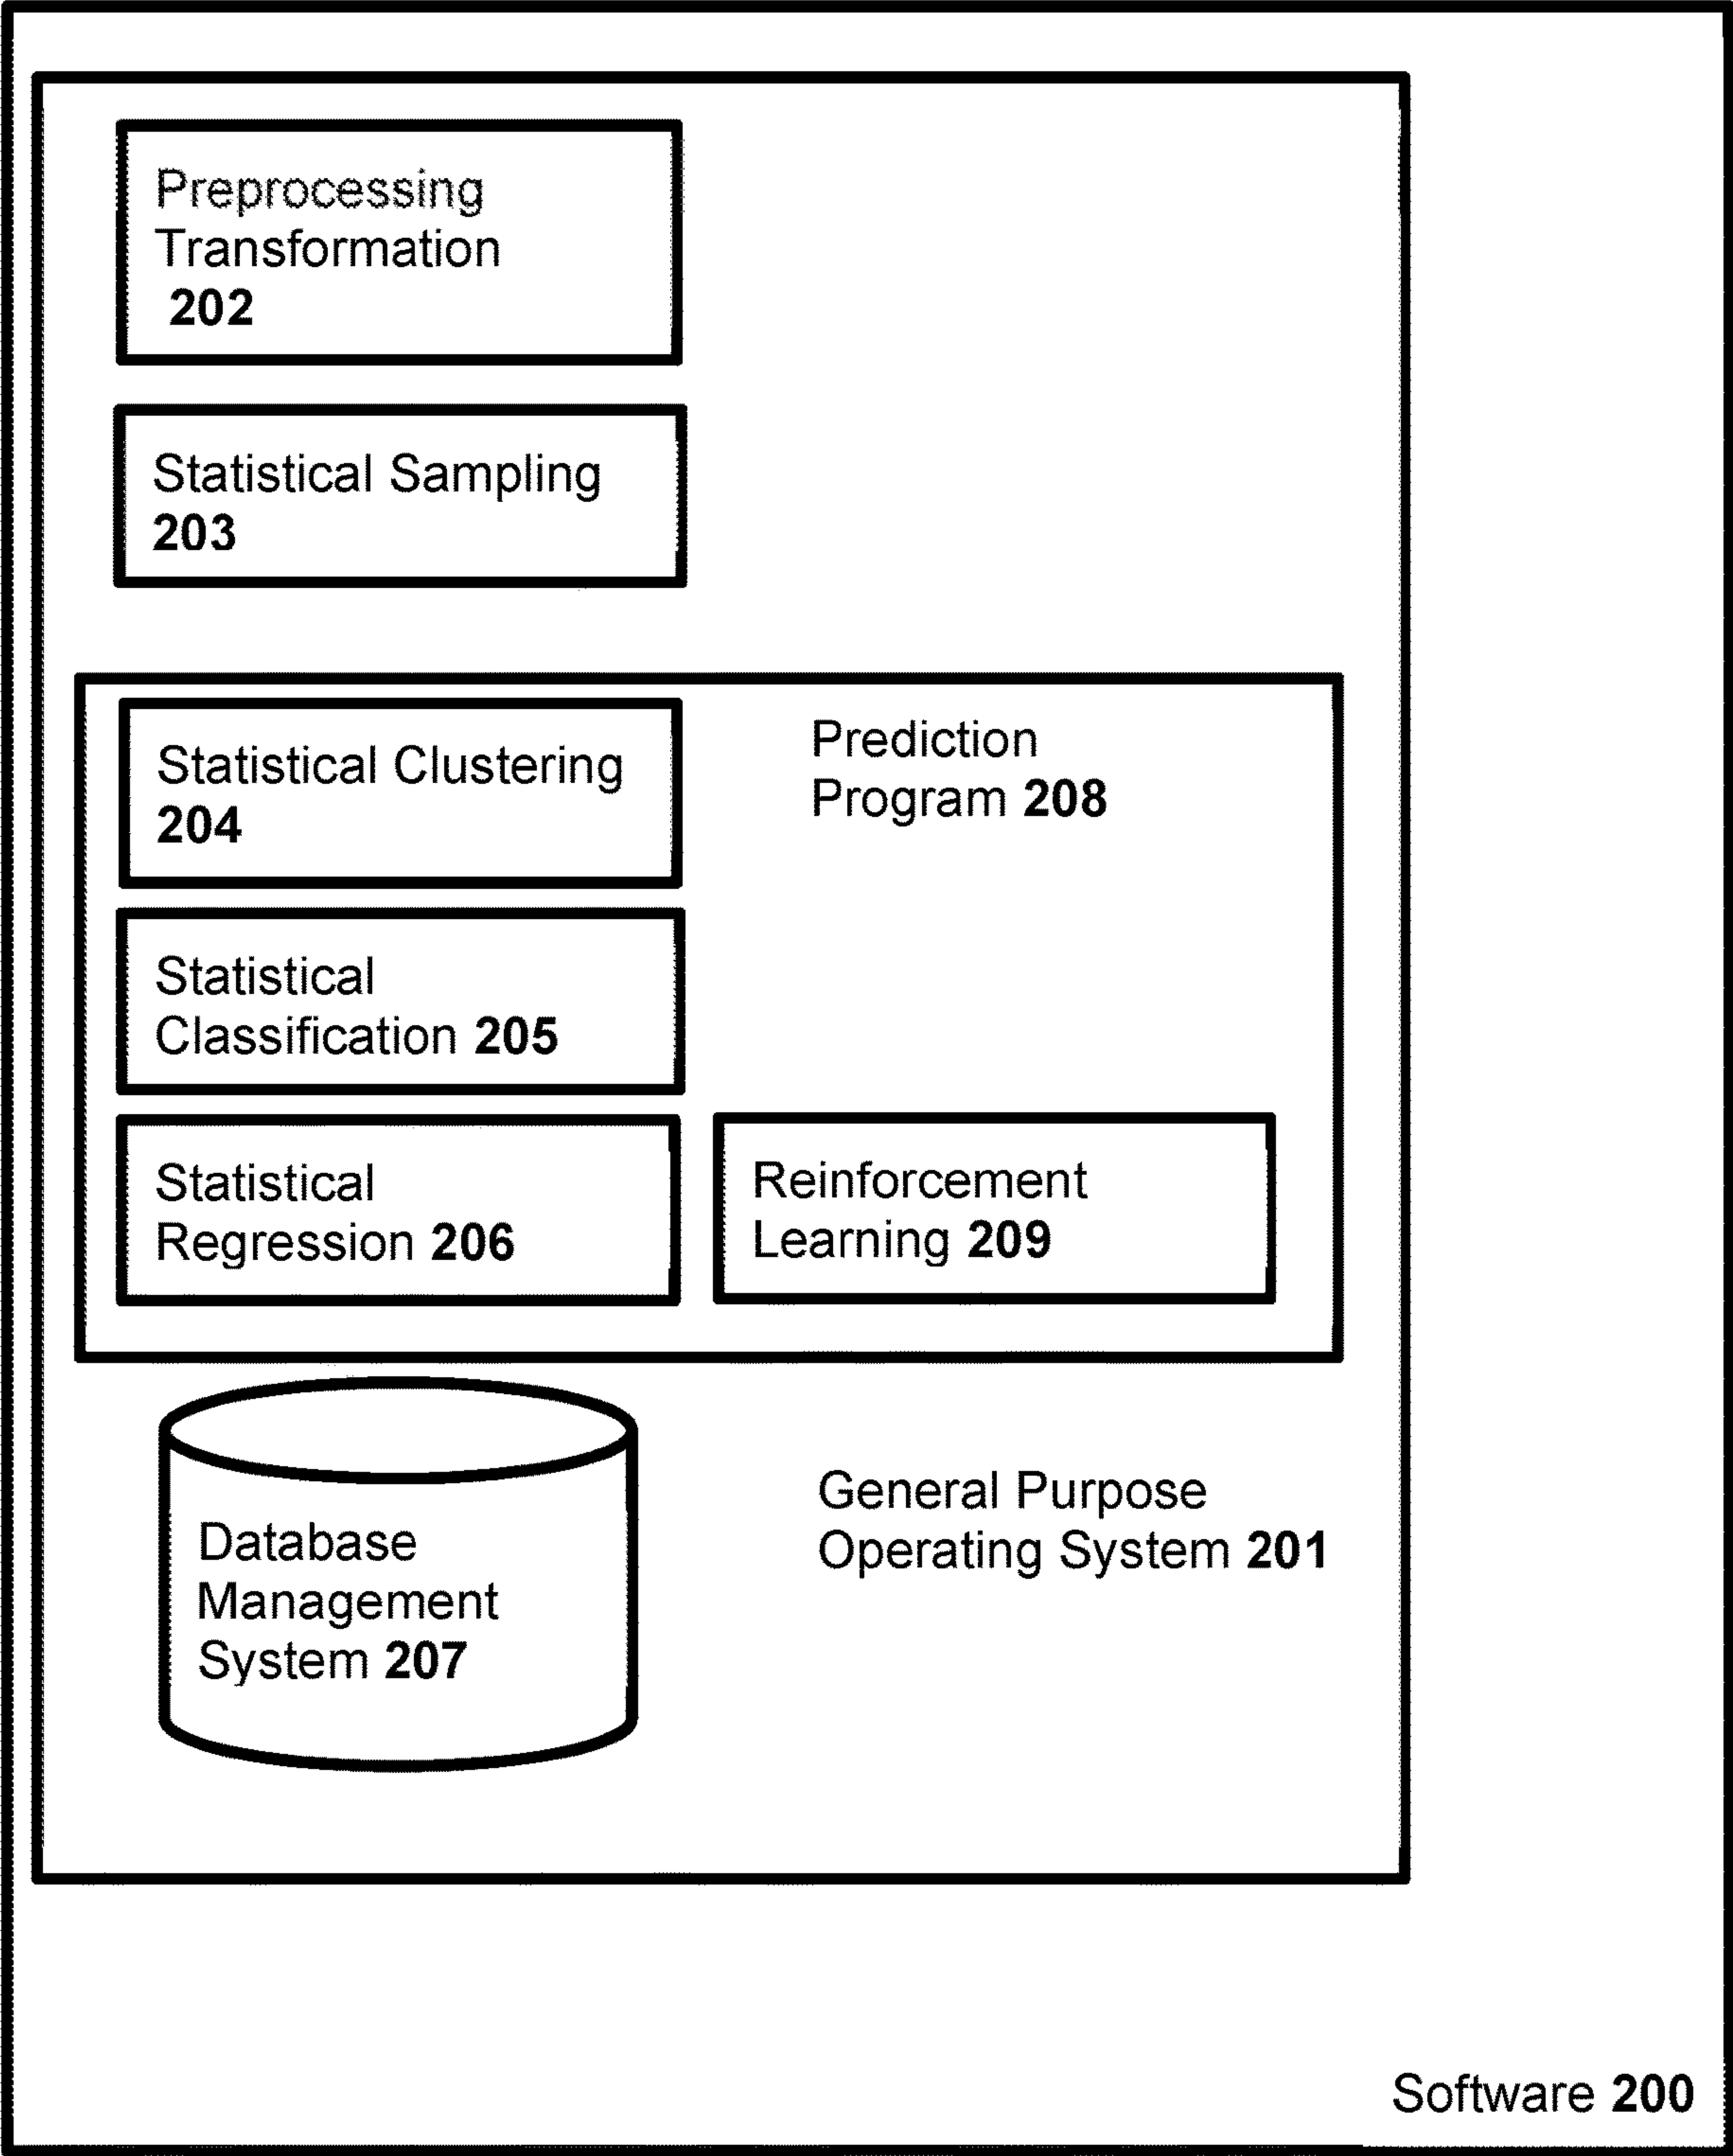 Preprocessing
Transformation
202
Statistical Sampling
203
Statistical Clustering
204
Prediction
Program 208
Statistical
Classification 205
Statistical
Regression 206
Reinforcement
Learning 209
Database
Management
System 207
General Purpose
Operating System 201
Software 200